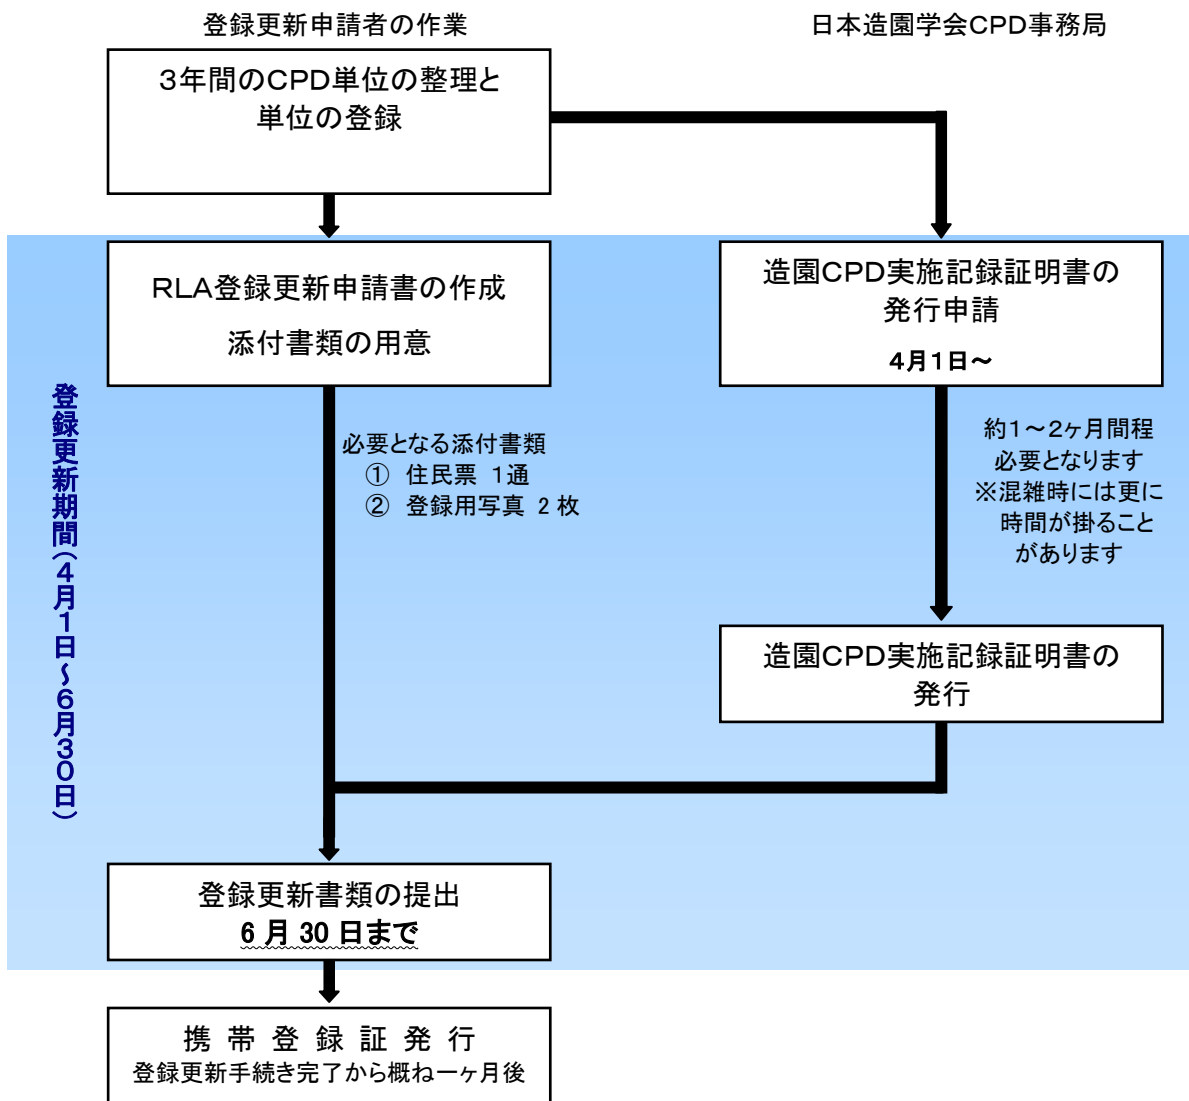 登録更新申請者の作業
日本造園学会CPD事務局
3年間のCPD単位の整理と
単位の登録
RLA登録更新申請書の作成
添付書類の用意
造園CPD実施記録証明書の
発行申請
4月1日～
登録更新期間(4月1日～6月30日)
必要となる添付書類
① 住民票 1通
② 登録用写真 2枚
約1～2ヶ月間程
必要となります
※混雑時には更に
時間が掛ること
があります
造園CPD実施記録証明書の
発行
登録更新書類の提出
6月30日まで
携帯登録証発行
登録更新手続き完了から概ね一ヶ月後